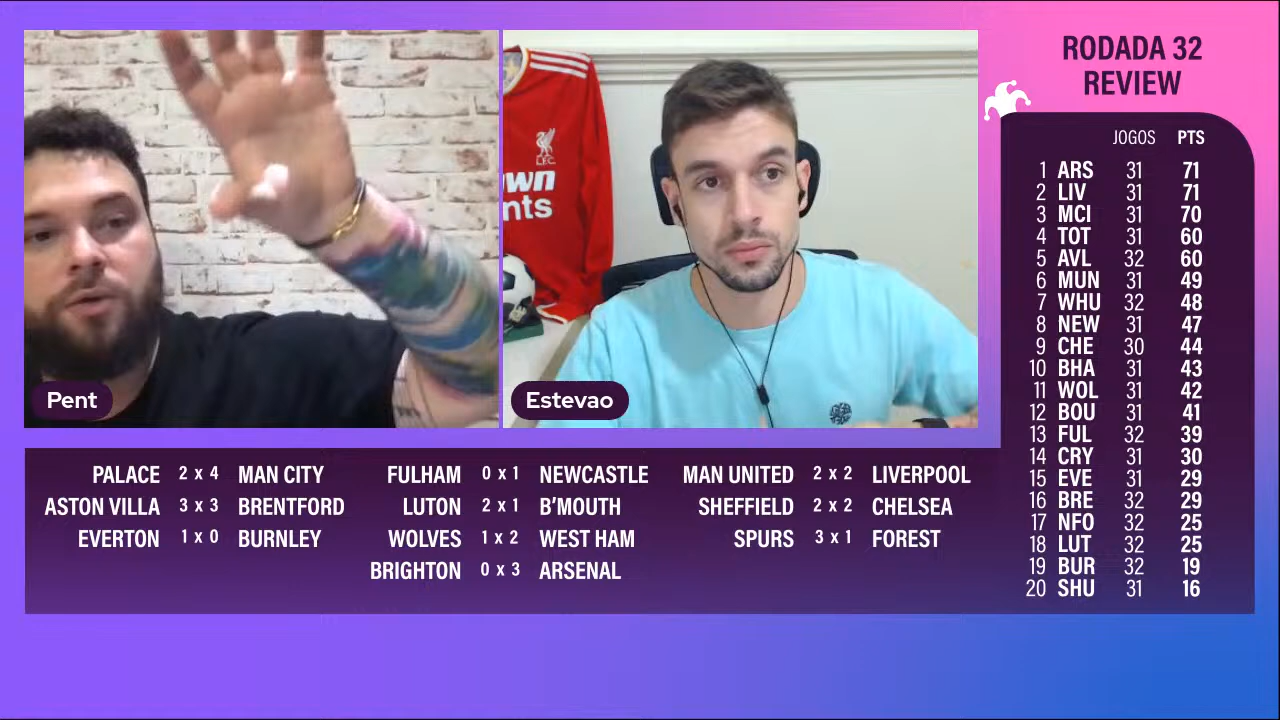 RODADA 32
REVIEW
L.F.C.
wn
nts
Pent
Estevao
JOGOS PTS
1 ARS 31 71
2 LIV 31 71
3 MCI 31 70
4 TOT 31 60
5 AVL 32 60
6 MUN 31 49
7 WHU 32 48
8 NEW 31 47
9 CHE 30 44
10 BHA 31 43
11 WOL 31 42
12 BOU 31 41
13 FUL 32 39
14 CRY 31 30
15 EVE 31 29
16 BRE 32 29
17 NFO 32 25
18 LUT 32 25
19 BUR 32 19
20 SHU 31 16
PALACE 2 x 4 MAN CITY
ASTON VILLA 3 x 3 BRENTFORD
EVERTON 1 x 0 BURNLEY
FULHAM 0 x 1 NEWCASTLE
LUTON 2 x 1 B'MOUTH
WOLVES 1 x 2 WEST HAM
BRIGHTON 0 x 3 ARSENAL
MAN UNITED 2 x 2 LIVERPOOL
SHEFFIELD 2 x 2 CHELSEA
SPURS 3 x 1 FOREST